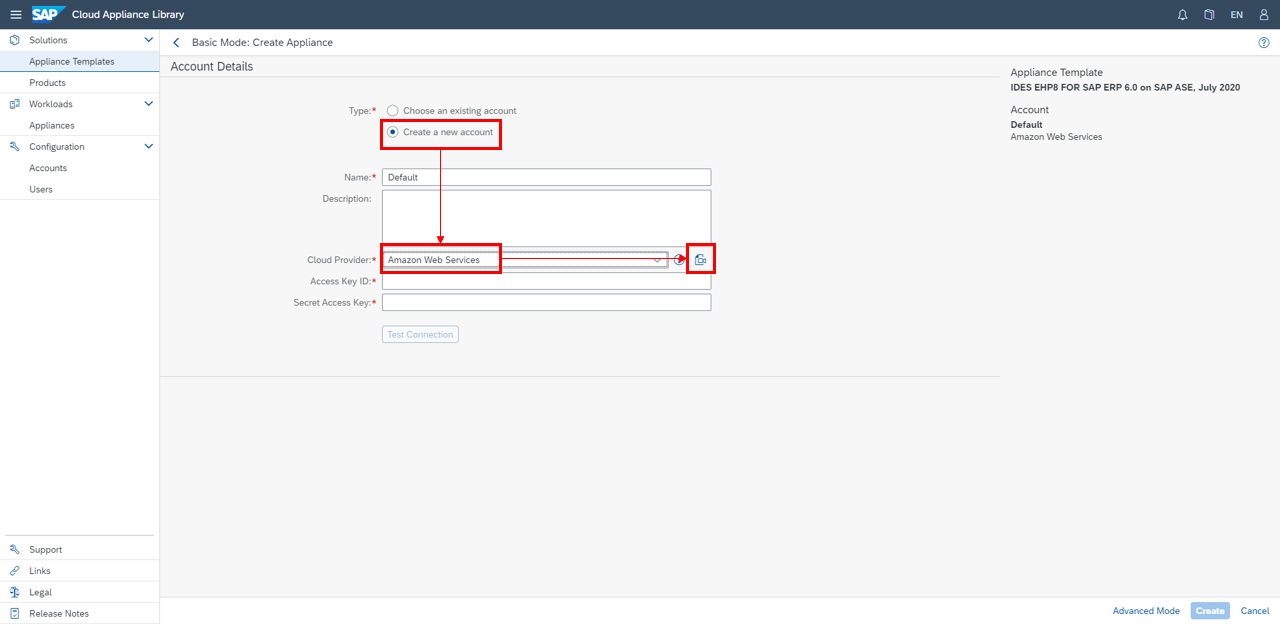 SAP Cloud Appliance Library
EN
Solutions
Appliance Templates
Products
Workloads
Appliances
Configuration
Accounts
Users
Support
Links
Legal
Release Notes
Basic Mode: Create Appliance
Account Details
Type:*
Choose an existing account
Create a new account
Name:* Default
Description:
Cloud Provider:* Amazon Web Services
Access Key ID:*
Secret Access Key:*
Test Connection
Appliance Template
IDES EHP8 FOR SAP ERP 6.0 on SAP ASE, July 2020
Account
Default
Amazon Web Services
Advanced Mode Create Cancel